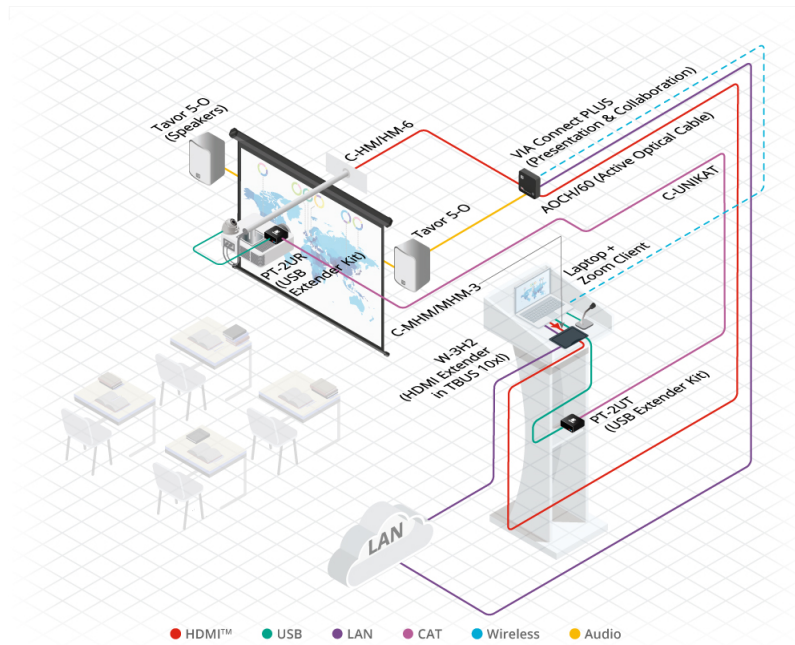 Tavor 5-O
(Speakers)
C-HM/HM-6
VIA Connect PLUS
(Presentation & Collaboration)
AOCH/60 (Active Optical Cable)
C-UNIKAT
Tavor 5-O
PT-2UR
(USB
Extender Kit)
C-MHM/MHM-3
Laptop +
Zoom Client
W-3H2
(HDMI Extender
in TBUS 10xl)
PT-2UT
(USB Extender Kit)
LAN
HDMI™
USB
LAN
CAT
Wireless
Audio